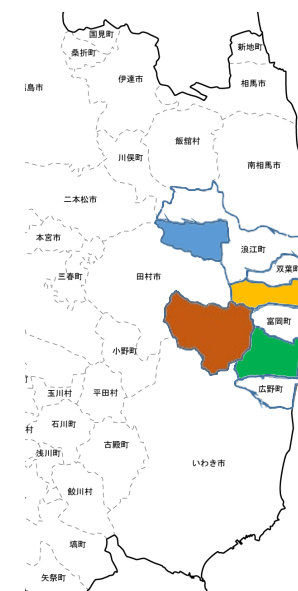 国見町
新地町
桑折町
伊達市
相馬市
島市
飯舘村
川俣町
南相馬市
二本松市
本宮市
浪江町
双葉町
三春町
田村市
富岡町
小野町
広野町
玉川村
平田村
石川町
村
古殿町
浅川町
いわき市
鮫川村
塙町
矢祭町